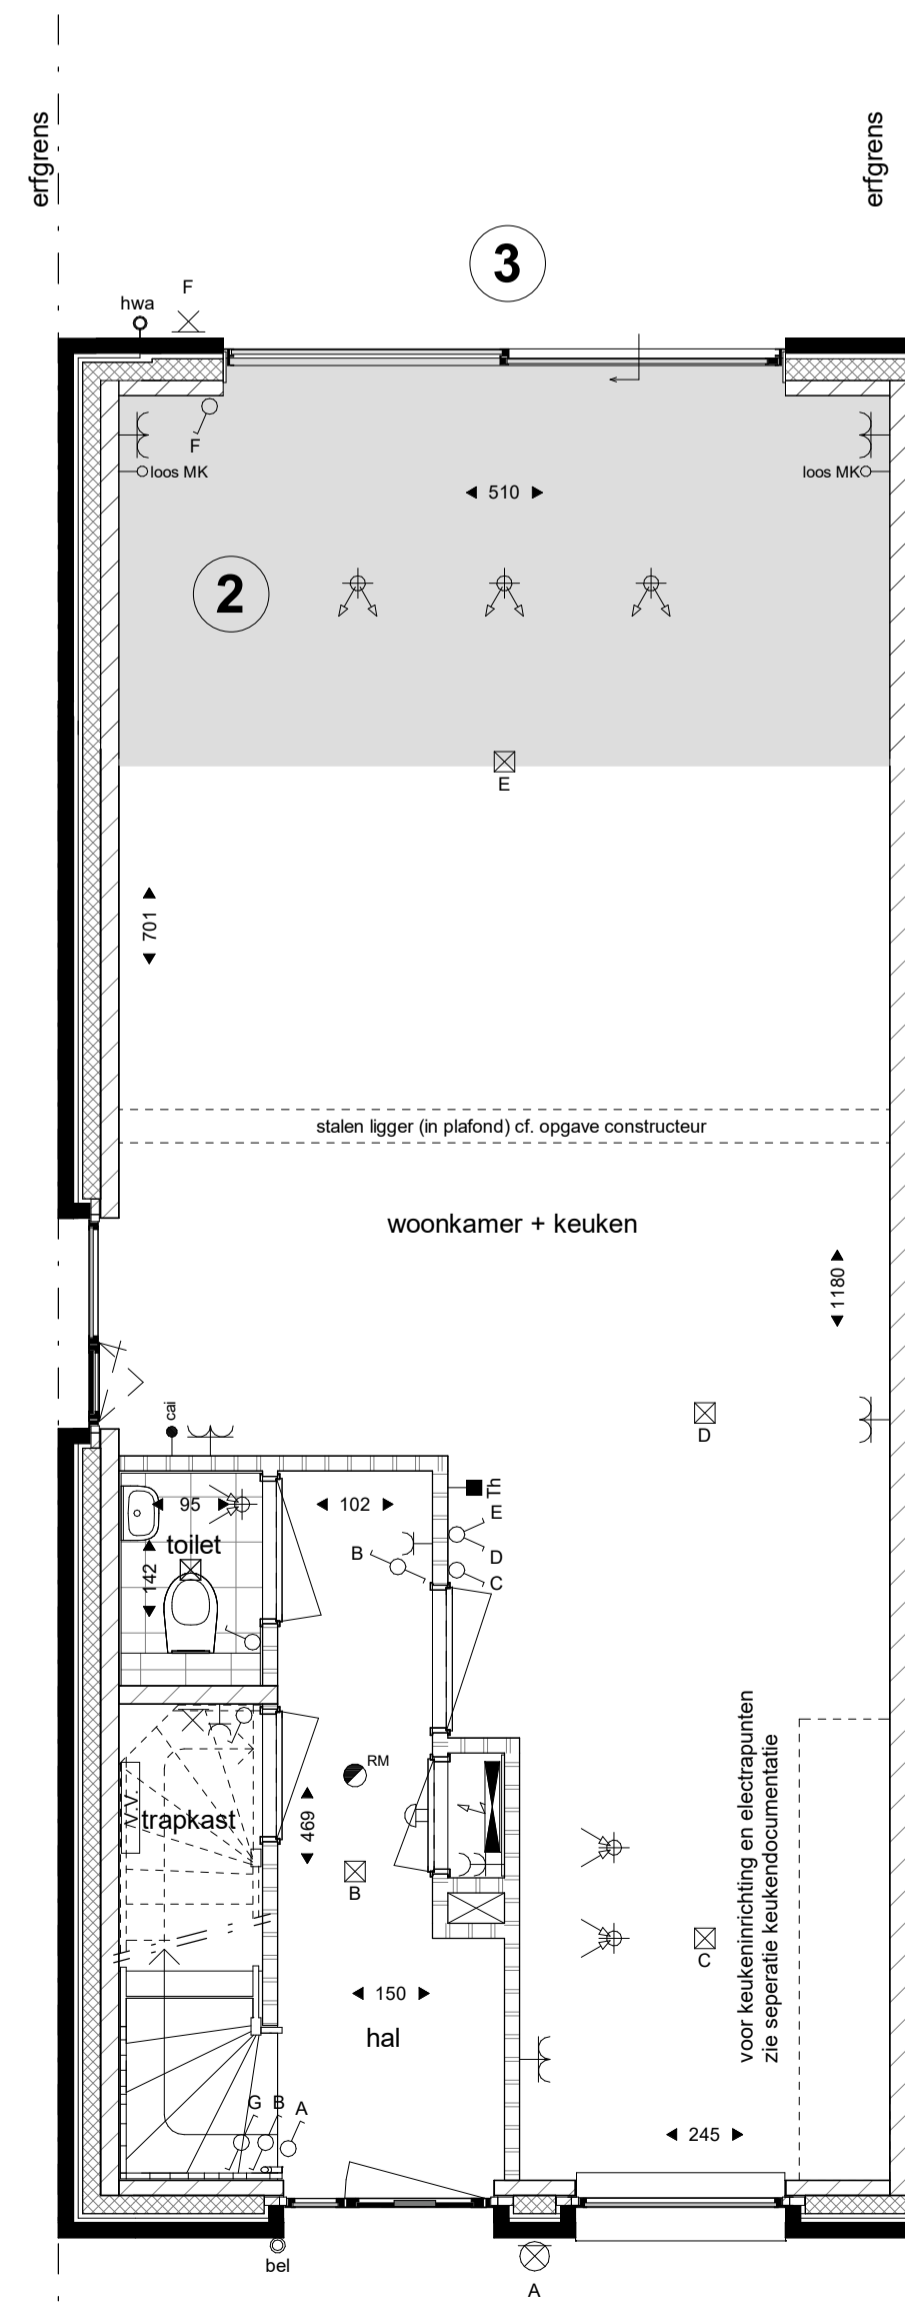 erfgrens
erfgrens
3
F
hwa
F
loos MK
loos MK
510
2
E
701
stalen ligger (in plafond) cf. opgave constructeur
woonkamer + keuken
1180
cai
D
Th
95
102
E
toilet
B
D
142
C
RM
voor keukeninrichting en electrapunten
zie seperatie keukendocumentatie
V.V.
trapkast
469
B
C
150
hal
G
B
A
245
bel
A